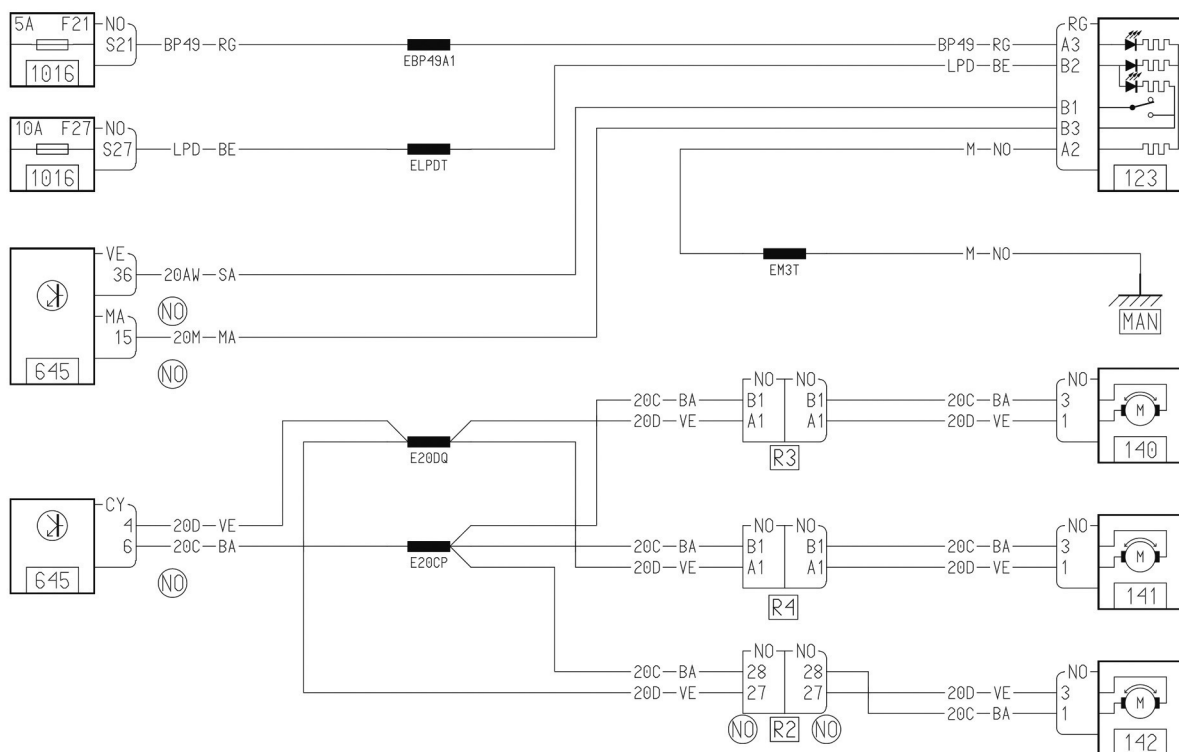 5A F21 NO RG
S21 BP49 RG EBP49A1 BP49 RG A3
1016 LPD BE B2
10A F27 NO B1
S27 LPD BE ELPDT B3
1016 M NO A2
123
VE
36 20AW SA EM3T M NO
NO
MA MAN
15 20M MA
645 NO
NO NO NO
20C BA B1 B1 20C BA 3
20D VE A1 A1 20D VE 1
E20DQ R3 140
CY NO NO NO
4 20D VE
6 20C BA E20CP 20C BA B1 B1 20C BA 3
20D VE A1 A1 20D VE 1
645 NO R4 141
NO NO NO
20C BA 28 28
20D VE 27 27 20D VE 3
NO R2 NO 20C BA 1
142
M
M
M